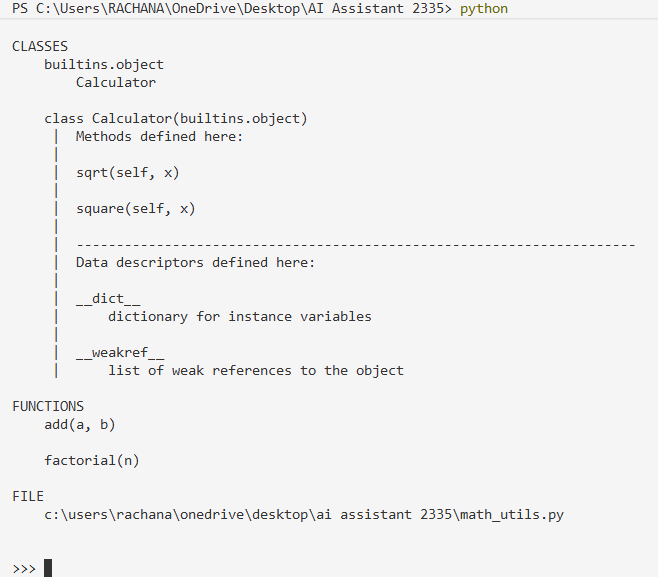 PS C:\Users\RACHANA\OneDrive\Desktop\AI Assistant 2335> python
CLASSES
    builtins.object
        Calculator

    class Calculator(builtins.object)
     |  Methods defined here:
     |
     |  sqrt(self, x)
     |
     |  square(self, x)
     |
     |  ----------------------------------------------------------------------
     |  Data descriptors defined here:
     |
     |  __dict__
     |      dictionary for instance variables
     |
     |  __weakref__
     |      list of weak references to the object

FUNCTIONS
    add(a, b)

    factorial(n)

FILE
    c:\users\rachana\onedrive\desktop\ai assistant 2335\math_utils.py

>>>